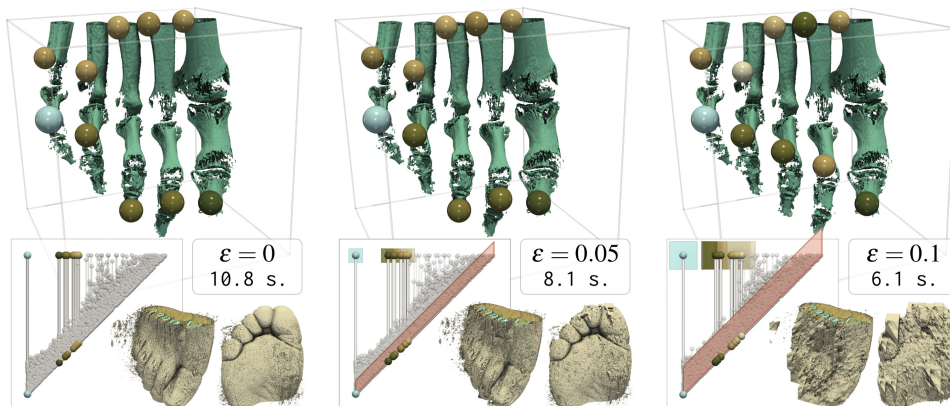 ε = 0
10.8 s.
ε = 0.05
8.1 s.
ε = 0.1
6.1 s.